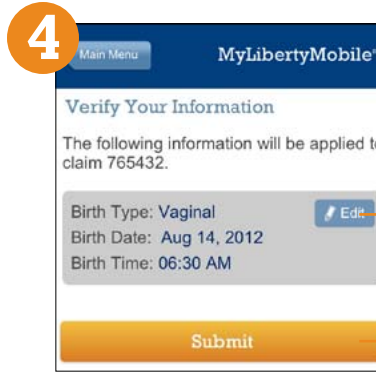 4
Main Menu
MyLibertyMobile
Verify Your Information
The following information will be applied to
claim 765432.
Birth Type: Vaginal
Edit
Birth Date: Aug 14, 2012
Birth Time: 06:30 AM
Submit